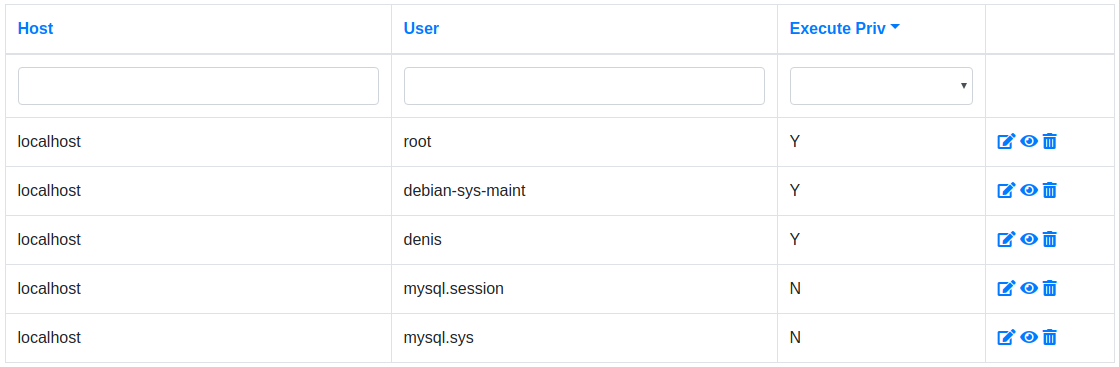 Host User Execute Priv
localhost root Y
localhost debian-sys-maint Y
localhost denis Y
localhost mysql.session N
localhost mysql.sys N